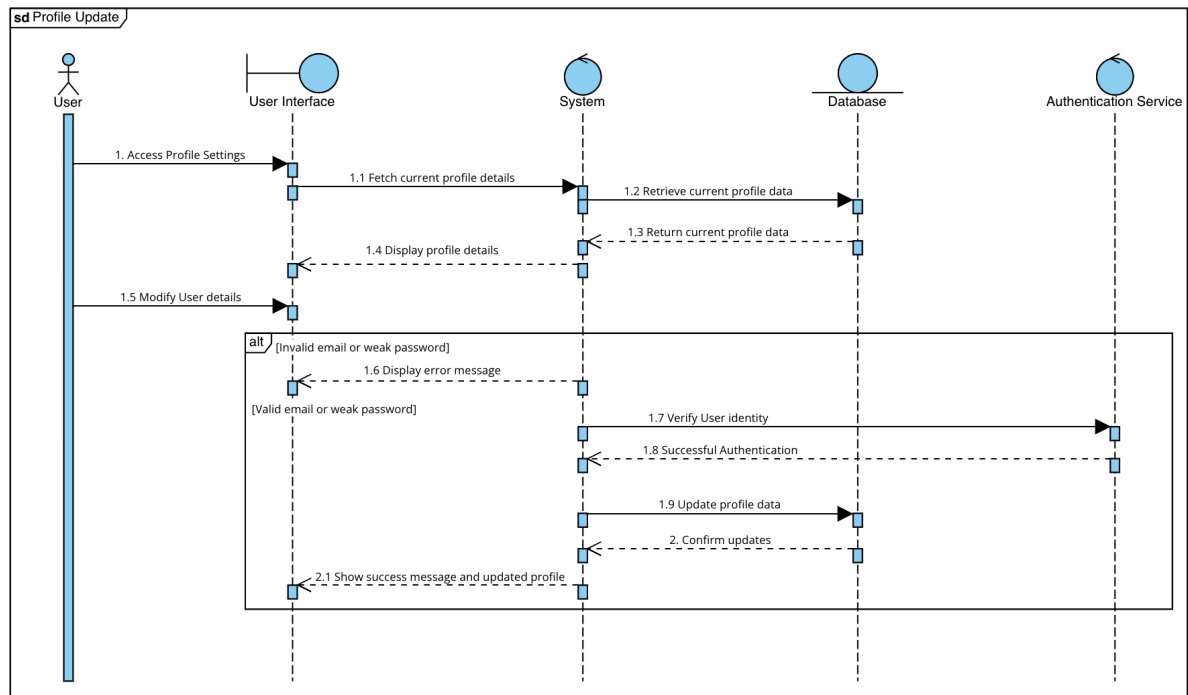 sd Profile Update
User
User Interface
System
Database
Authentication Service
1. Access Profile Settings
1.1 Fetch current profile details
1.2 Retrieve current profile data
1.3 Return current profile data
1.4 Display profile details
1.5 Modify User details
alt
[Invalid email or weak password]
1.6 Display error message
[Valid email or weak password]
1.7 Verify User identity
1.8 Successful Authentication
1.9 Update profile data
2. Confirm updates
2.1 Show success message and updated profile